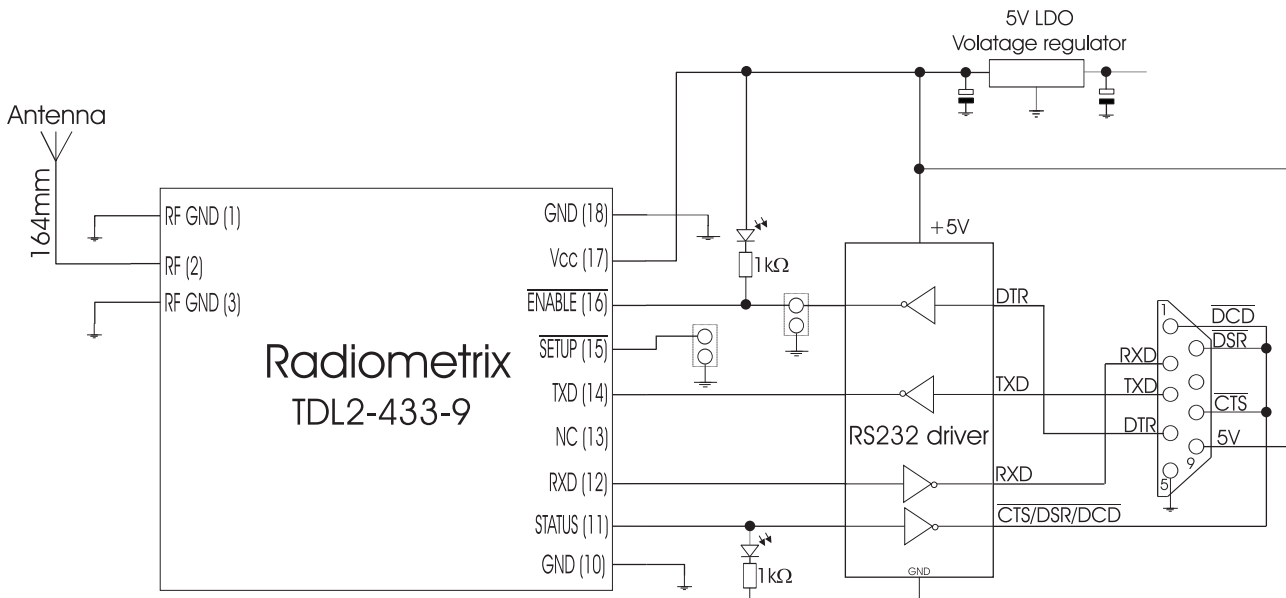 5V LDO
Volatage regulator
Antenna
164mm
RF GND (1)
RF (2)
RF GND (3)
GND (18)
Vcc (17)
ENABLE (16)
SETUP (15)
TXD (14)
NC (13)
RXD (12)
STATUS (11)
GND (10)
Radiometrix
TDL2-433-9
1kΩ
1kΩ
+5V
RS232 driver
GND
DTR
TXD
RXD
CTS/DSR/DCD
RXD
TXD
DTR
1
5
9
DCD
DSR
CTS
5V